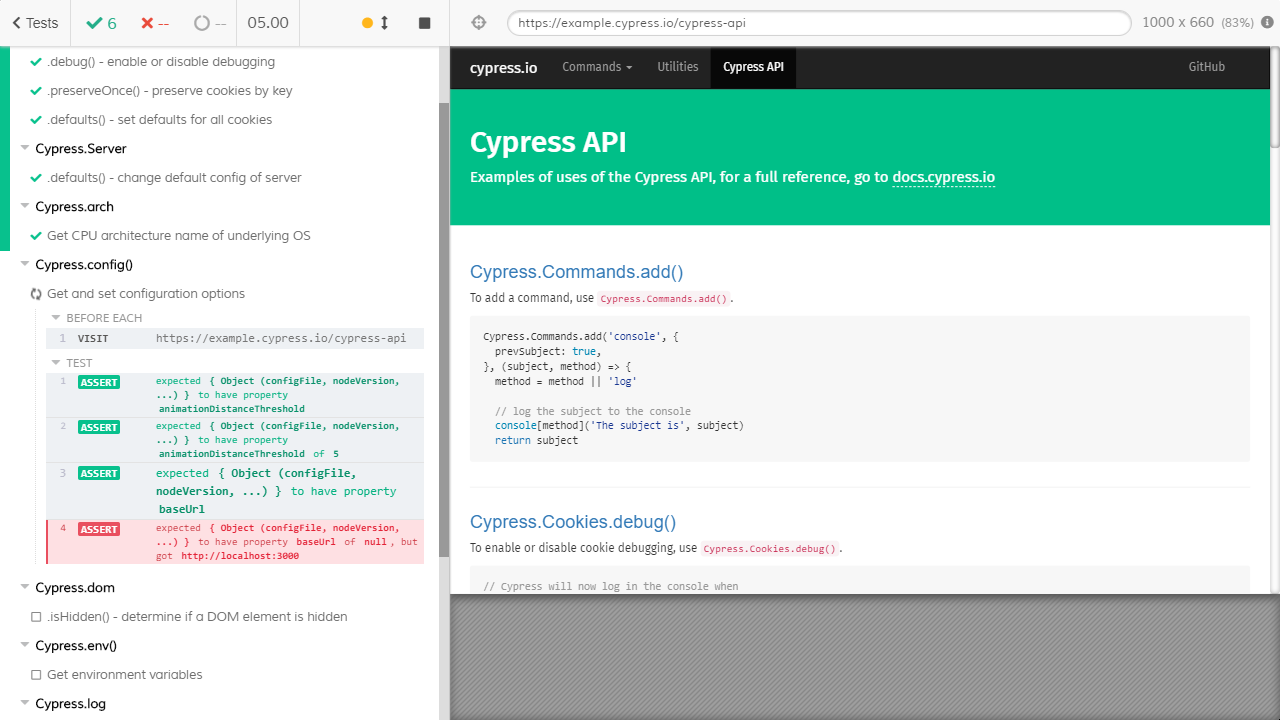 Tests
6
--
--
05.00
https://example.cypress.io/cypress-api
1000 x 660 (83%)
.debug() - enable or disable debugging
.preserveOnce() - preserve cookies by key
.defaults() - set defaults for all cookies
Cypress.Server
.defaults() - change default config of server
Cypress.arch
Get CPU architecture name of underlying OS
Cypress.config()
Get and set configuration options
BEFORE EACH
1 VISIT https://example.cypress.io/cypress-api
TEST
1 ASSERT expected { Object (configFile, nodeVersion,
...) } to have property
animationDistanceThreshold
2 ASSERT expected { Object (configFile, nodeVersion,
...) } to have property
animationDistanceThreshold of 5
3 ASSERT expected { Object (configFile,
nodeVersion, ...) } to have property
baseUrl
4 ASSERT expected { Object (configFile, nodeVersion,
...) } to have property baseUrl of null, but
got http://localhost:3000
Cypress.dom
.isHidden() - determine if a DOM element is hidden
Cypress.env()
Get environment variables
Cypress.log
cypress.io
Commands
Utilities
Cypress API
GitHub
Cypress API
Examples of uses of the Cypress API, for a full reference, go to docs.cypress.io
Cypress.Commands.add()
To add a command, use Cypress.Commands.add().
Cypress.Commands.add('console', {
prevSubject: true,
}, (subject, method) => {
method = method || 'log'
// log the subject to the console
console[method]('The subject is', subject)
return subject
Cypress.Cookies.debug()
To enable or disable cookie debugging, use Cypress.Cookies.debug().
// Cypress will now log in the console when